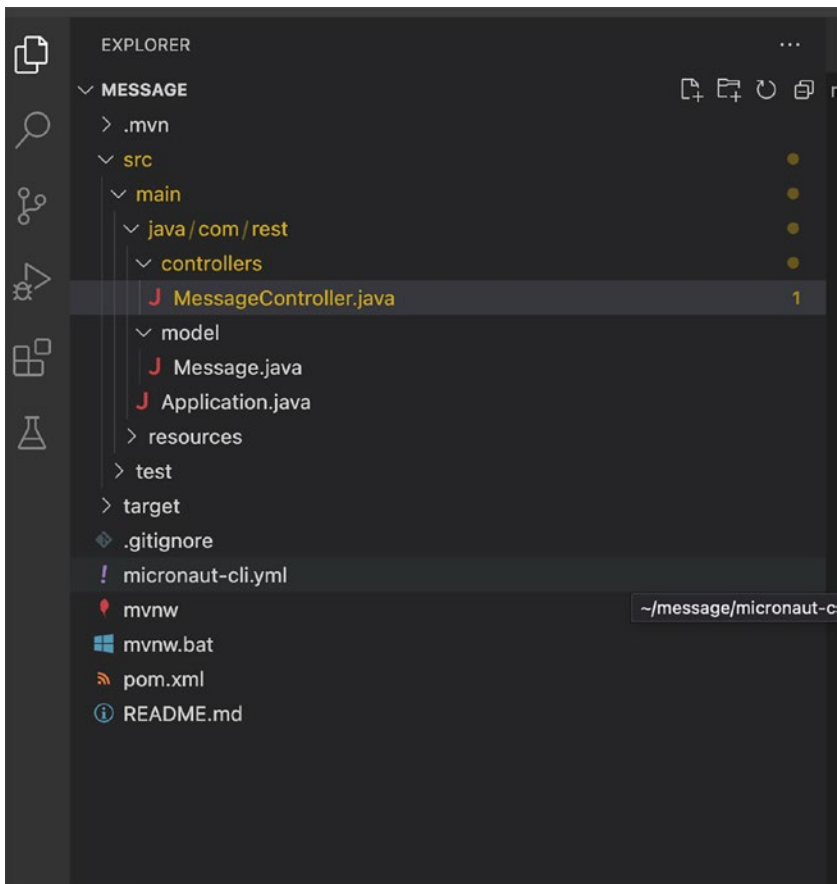 EXPLORER
MESSAGE
.mvn
src
main
java/com/rest
controllers
J MessageController.java 1
model
J Message.java
J Application.java
resources
test
target
.gitignore
! micronaut-cli.yml
mvnw
~/message/micronaut-c
mvnw.bat
pom.xml
README.md